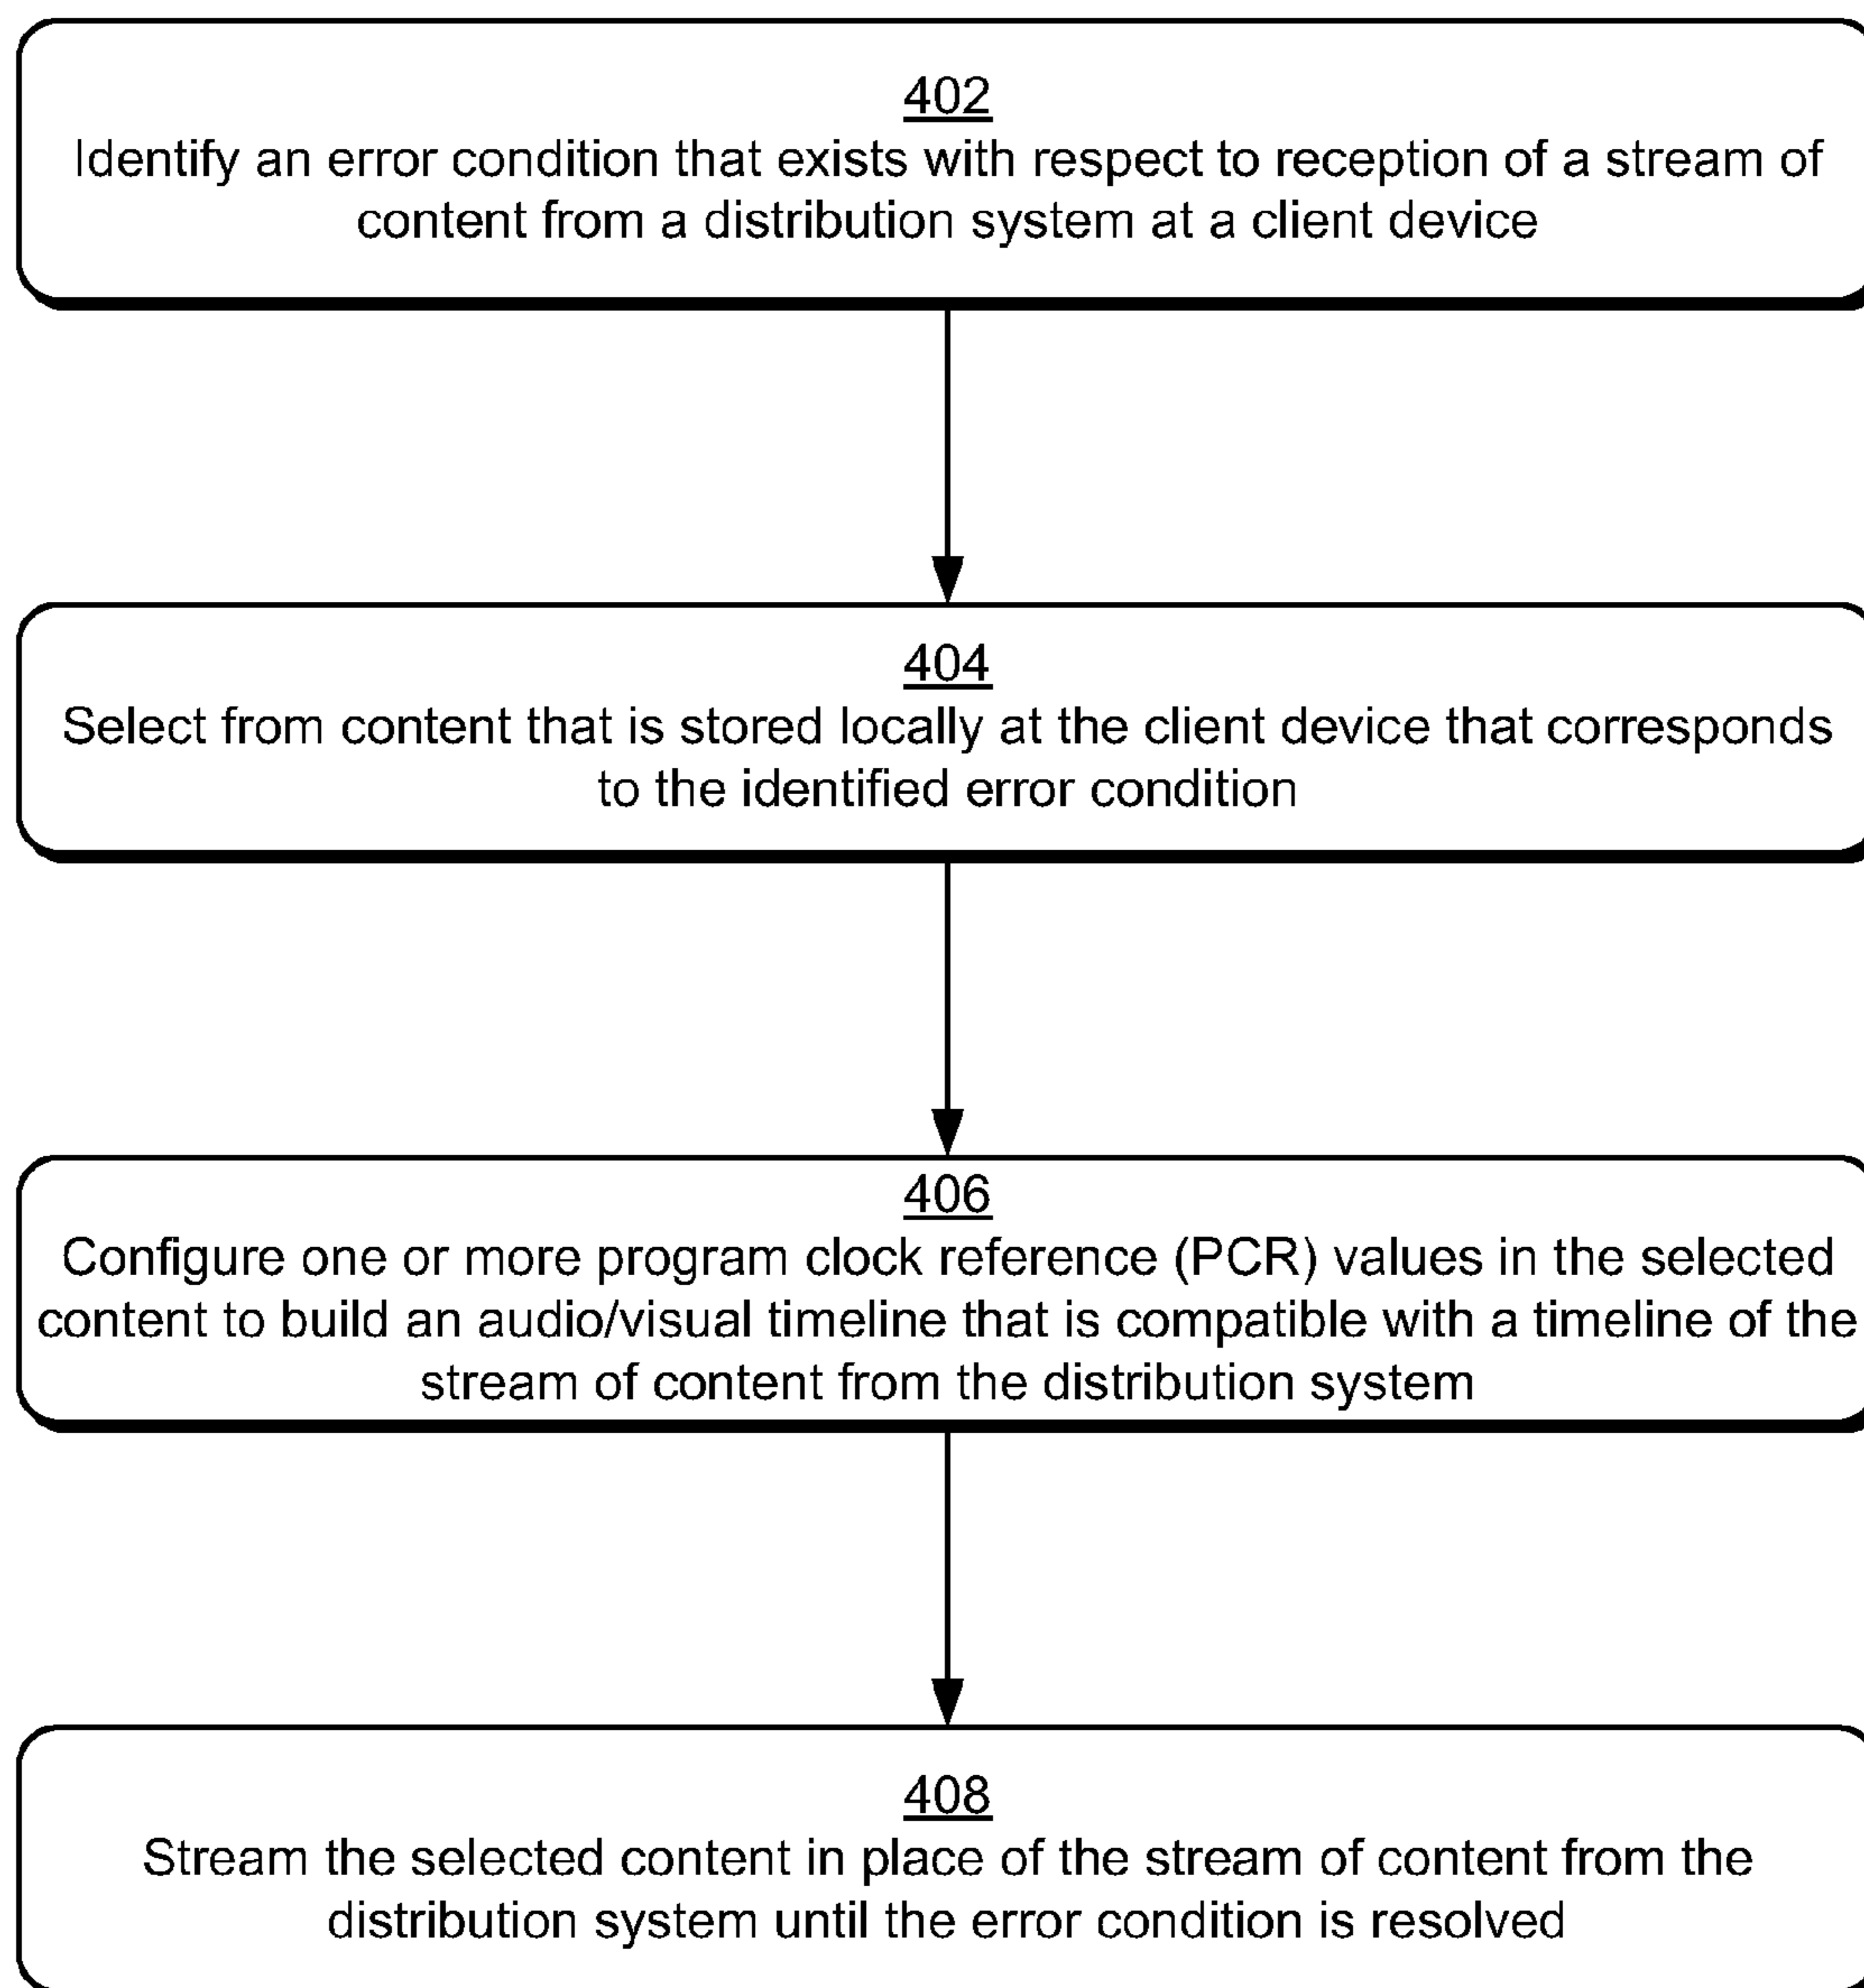 402
Identify an error condition that exists with respect to reception of a stream of
content from a distribution system at a client device
404
Select from content that is stored locally at the client device that corresponds
to the identified error condition
406
Configure one or more program clock reference (PCR) values in the selected
content to build an audio/visual timeline that is compatible with a timeline of the
stream of content from the distribution system
408
Stream the selected content in place of the stream of content from the
distribution system until the error condition is resolved